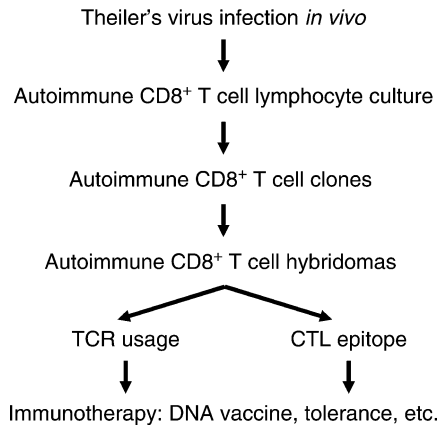 Theiler's virus infection in vivo
Autoimmune CD8⁺ T cell lymphocyte culture
Autoimmune CD8⁺ T cell clones
Autoimmune CD8⁺ T cell hybridomas
TCR usage CTL epitope
Immunotherapy: DNA vaccine, tolerance, etc.